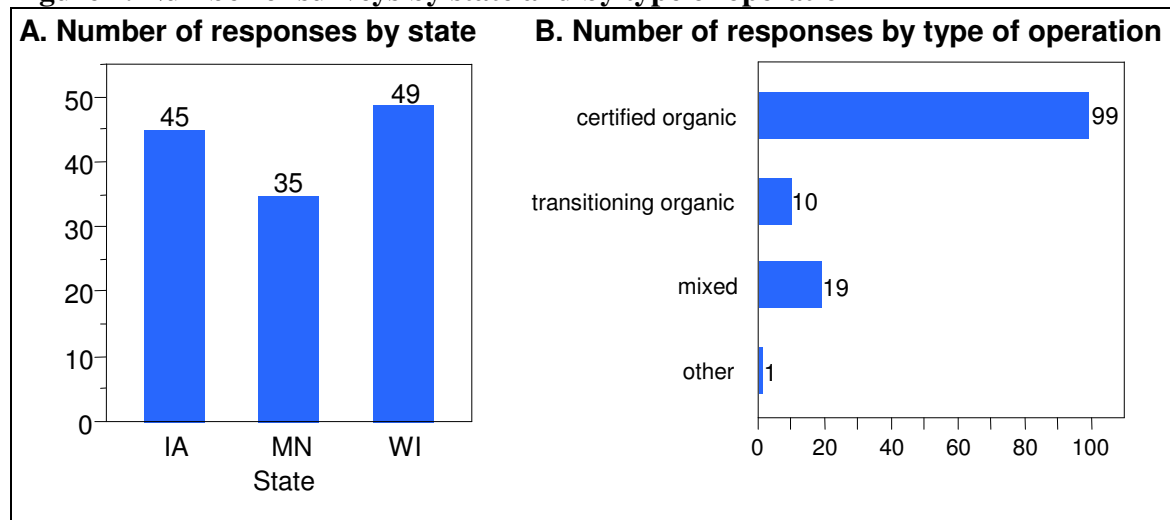 A. Number of responses by state
50
40
30
20
10
0
45
35
49
IA MN WI
State
B. Number of responses by type of operation
certified organic 99
transitioning organic 10
mixed 19
other 1
0 20 40 60 80 100